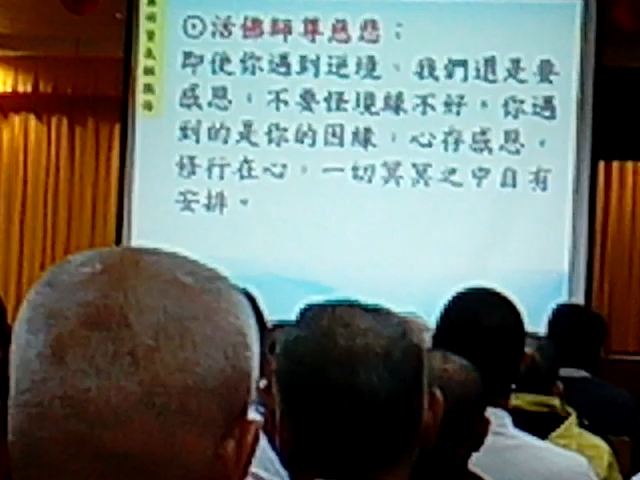 ⊙活佛師尊慈悲：
即使你遇到逆境、我們還是要
感恩，不要怪境緣不好。你遇
到的是你的因緣，心存感恩。
修行在心，一切冥冥之中自有
安排。